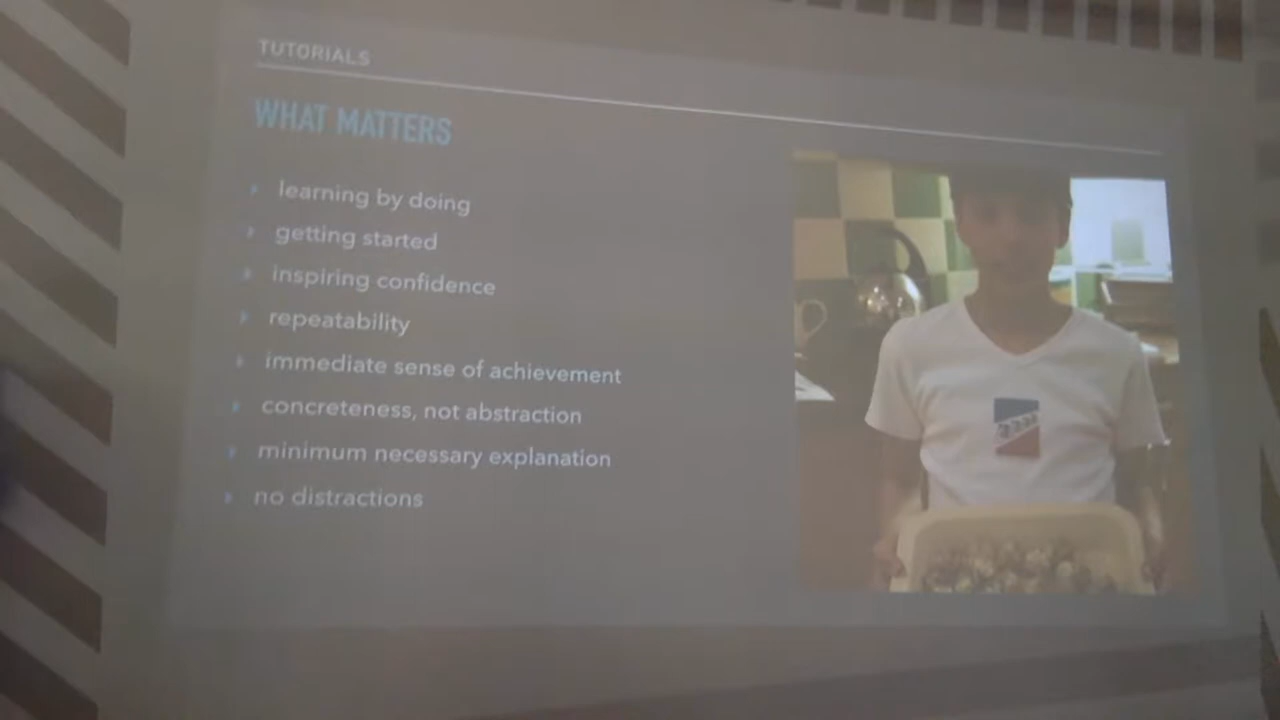 TUTORIALS
WHAT MATTERS
learning by doing
getting started
inspiring confidence
repeatability
immediate sense of achievement
concreteness, not abstraction
minimum necessary explanation
no distractions